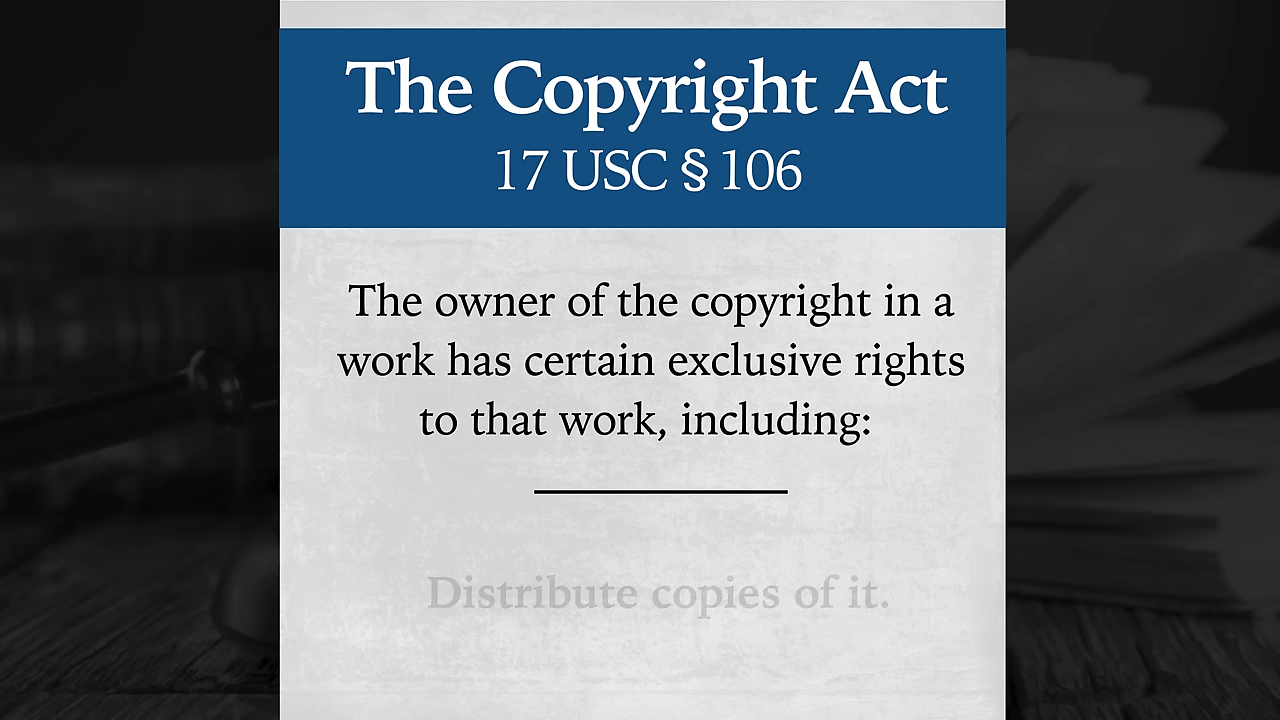 The Copyright Act
17 USC § 106
The owner of the copyright in a
work has certain exclusive rights
to that work, including:
Distribute copies of it.